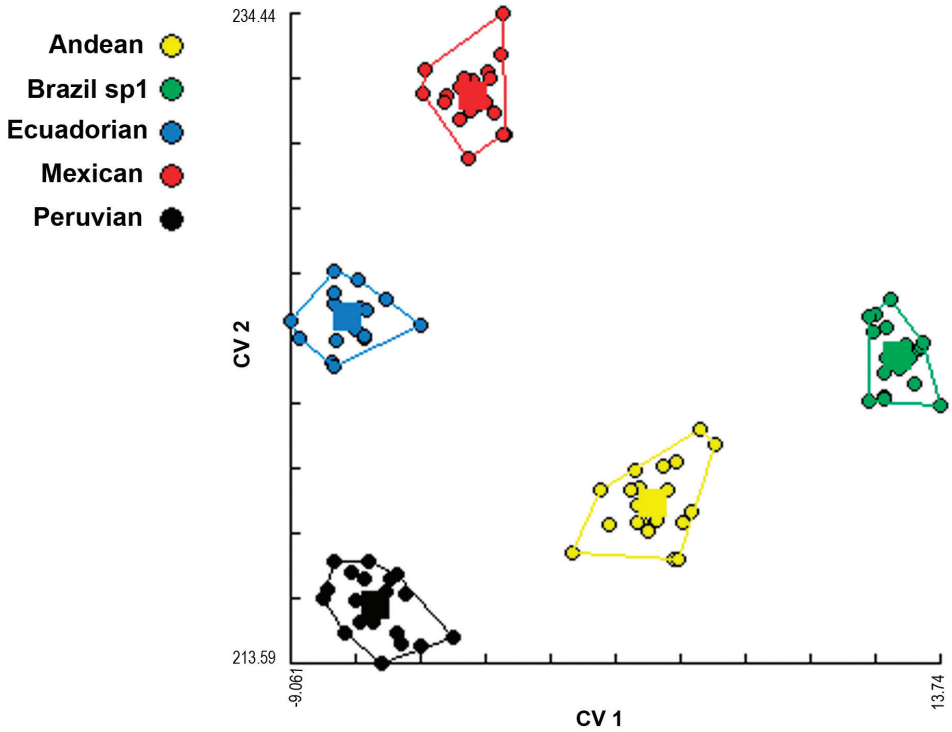 234.44
Andean
Brazil sp1
Ecuadorian
Mexican
Peruvian
CV 2
213.59
-9.061
13.74
CV 1